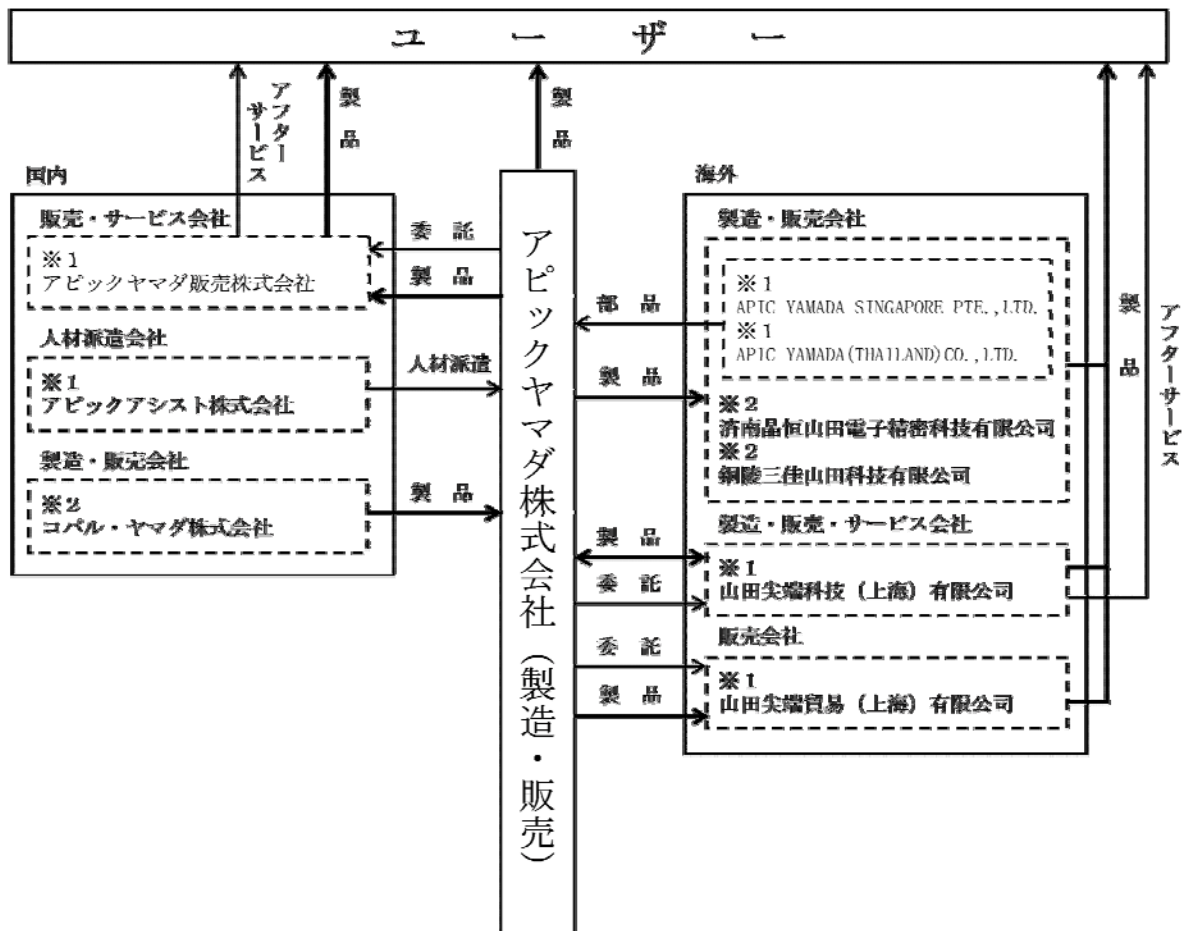 ユーザー
アフターサービス
製品
製品
国内
販売・サービス会社
※1
アピックヤマダ販売株式会社
人材派遣会社
※1
アピックアシスト株式会社
製造・販売会社
※2
コパル・ヤマダ株式会社
委託
製品
人材派遣
製品
アピックヤマダ株式会社（製造・販売）
部品
製品
製品
委託
委託
製品
海外
製造・販売会社
※1
APIC YAMADA SINGAPORE PTE.,LTD.
※1
APIC YAMADA(THAILAND)CO.,LTD.
※2
済南晶恒山田電子精密科技有限公司
※2
銅陵三佳山田科技有限公司
製造・販売・サービス会社
※1
山田尖端科技（上海）有限公司
販売会社
※1
山田尖端貿易（上海）有限公司
製品
アフターサービス